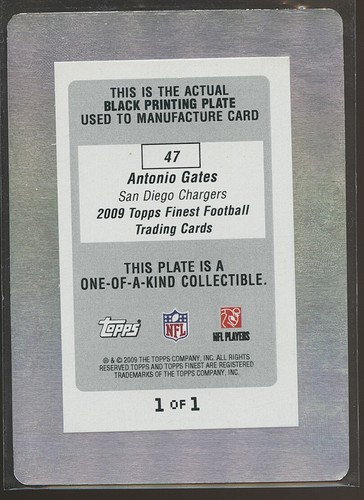 THIS IS THE ACTUAL
BLACK PRINTING PLATE
USED TO MANUFACTURE CARD
47
Antonio Gates
San Diego Chargers
2009 Topps Finest Football
Trading Cards
THIS PLATE IS A
ONE-OF-A-KIND COLLECTIBLE.
Topps NFL NFL PLAYERS
® & © 2009 THE TOPPS COMPANY, INC. ALL RIGHTS
RESERVED.TOPPS AND TOPPS FINEST ARE REGISTERED
TRADEMARKS OF THE TOPPS COMPANY, INC.
1 OF 1